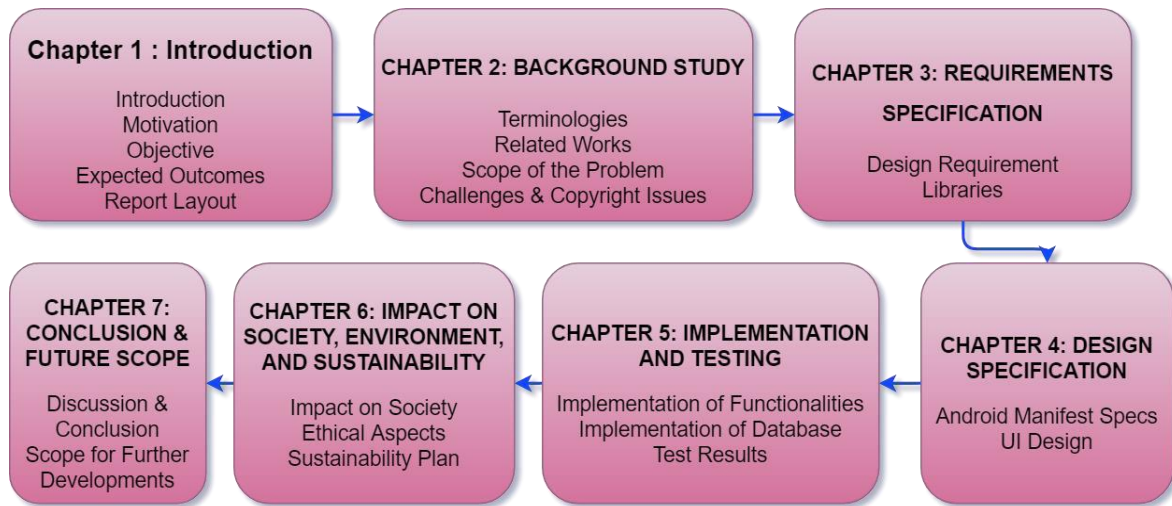 Chapter 1 : Introduction
Introduction
Motivation
Objective
Expected Outcomes
Report Layout
CHAPTER 2: BACKGROUND STUDY
Terminologies
Related Works
Scope of the Problem
Challenges & Copyright Issues
CHAPTER 3: REQUIREMENTS
SPECIFICATION
Design Requirement
Libraries
CHAPTER 4: DESIGN
SPECIFICATION
Android Manifest Specs
UI Design
CHAPTER 5: IMPLEMENTATION
AND TESTING
Implementation of Functionalities
Implementation of Database
Test Results
CHAPTER 6: IMPACT ON
SOCIETY, ENVIRONMENT,
AND SUSTAINABILITY
Impact on Society
Ethical Aspects
Sustainability Plan
CHAPTER 7:
CONCLUSION &
FUTURE SCOPE
Discussion &
Conclusion
Scope for Further
Developments